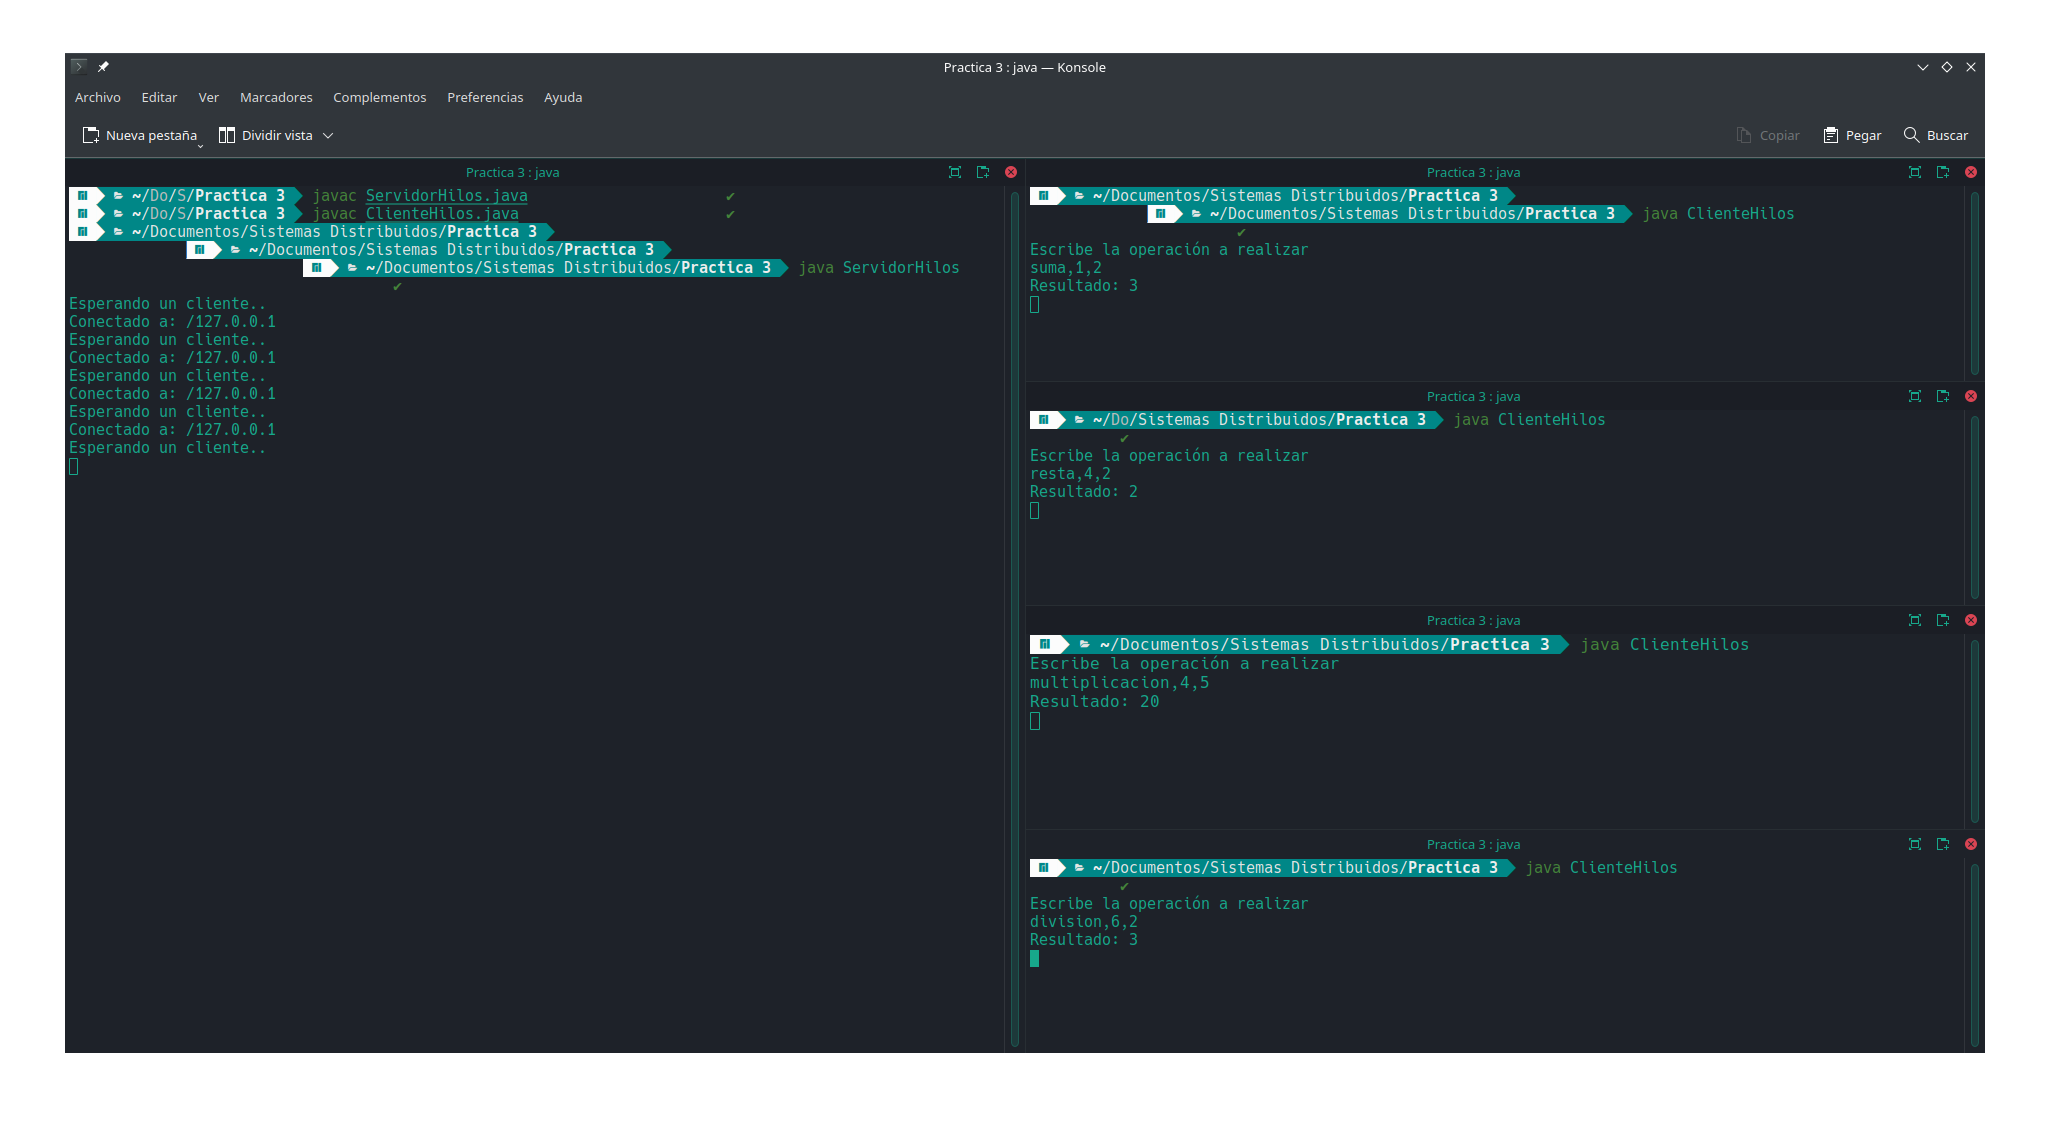 Practica 3 : java — Konsole
Archivo Editar Ver Marcadores Complementos Preferencias Ayuda
Nueva pestaña Dividir vista Copiar Pegar Buscar
Practica 3 : java
~/Do/S/Practica 3 javac ServidorHilos.java ✔
~/Do/S/Practica 3 javac ClienteHilos.java ✔
~/Documentos/Sistemas Distribuidos/Practica 3
~/Documentos/Sistemas Distribuidos/Practica 3
~/Documentos/Sistemas Distribuidos/Practica 3 java ServidorHilos
✔
Esperando un cliente..
Conectado a: /127.0.0.1
Esperando un cliente..
Conectado a: /127.0.0.1
Esperando un cliente..
Conectado a: /127.0.0.1
Esperando un cliente..
Conectado a: /127.0.0.1
Esperando un cliente..
Practica 3 : java
~/Documentos/Sistemas Distribuidos/Practica 3
~/Documentos/Sistemas Distribuidos/Practica 3 java ClienteHilos
✔
Escribe la operación a realizar
suma,1,2
Resultado: 3
Practica 3 : java
~/Do/Sistemas Distribuidos/Practica 3 java ClienteHilos
✔
Escribe la operación a realizar
resta,4,2
Resultado: 2
Practica 3 : java
~/Documentos/Sistemas Distribuidos/Practica 3 java ClienteHilos
Escribe la operación a realizar
multiplicacion,4,5
Resultado: 20
Practica 3 : java
~/Documentos/Sistemas Distribuidos/Practica 3 java ClienteHilos
✔
Escribe la operación a realizar
division,6,2
Resultado: 3